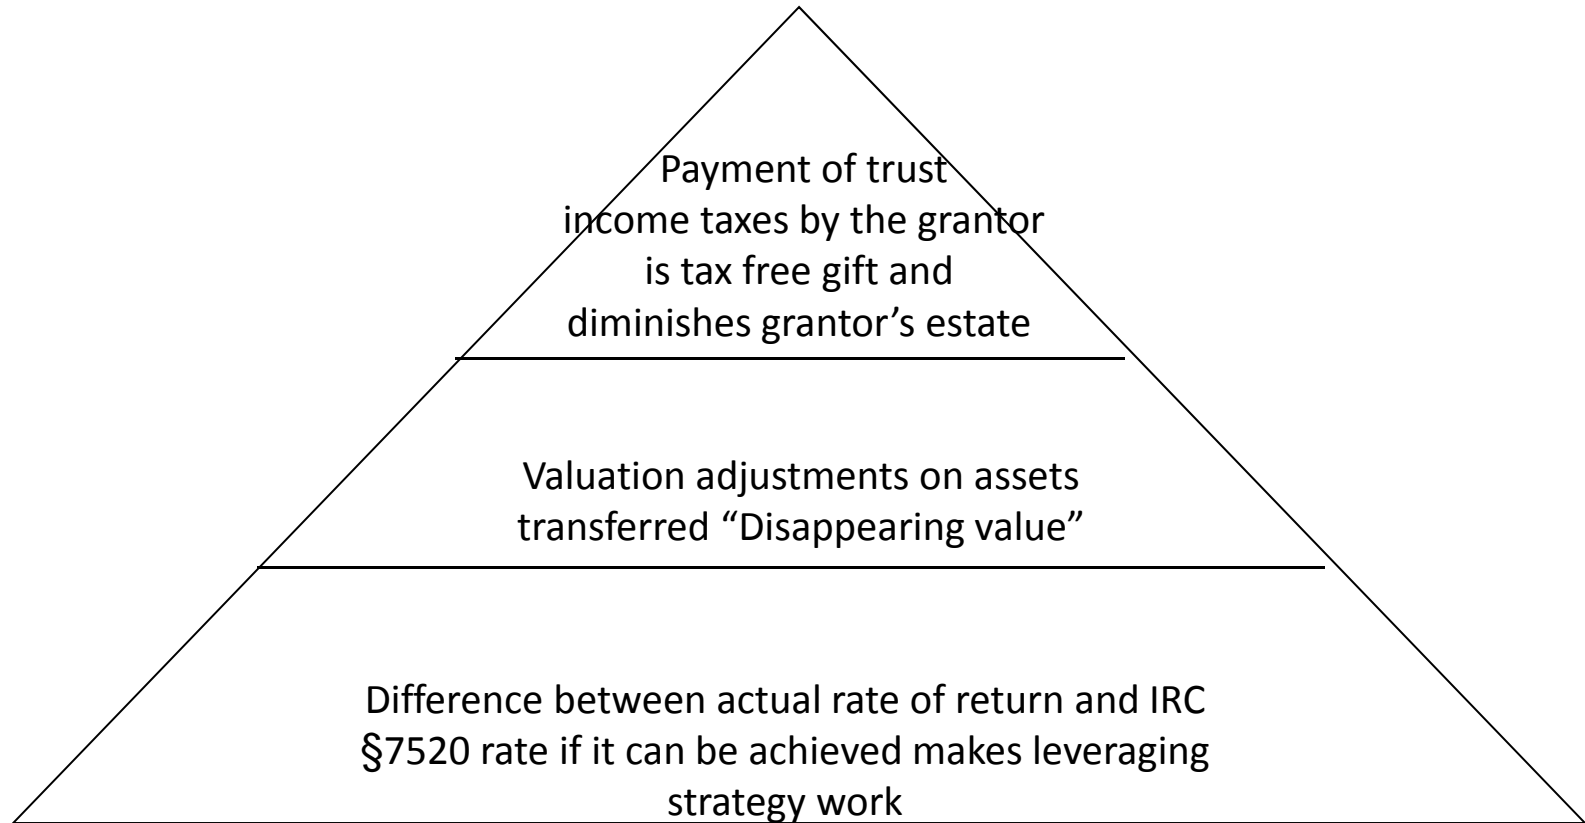 Payment of trust
income taxes by the grantor
is tax free gift and
diminishes grantor’s estate
Valuation adjustments on assets
transferred “Disappearing value”
Difference between actual rate of return and IRC
§7520 rate if it can be achieved makes leveraging
strategy work